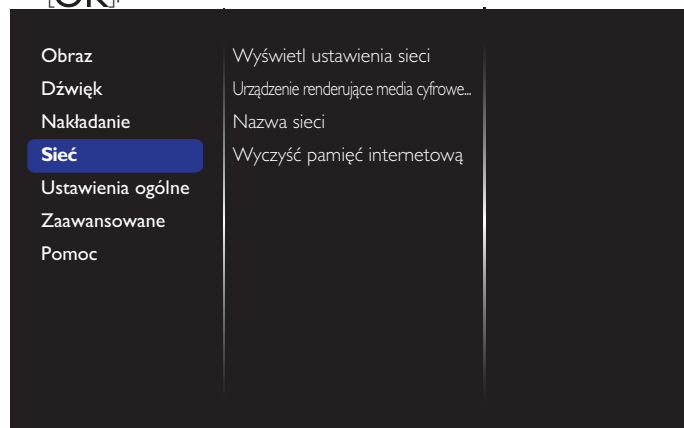 [OK].
Obraz
Dźwięk
Nakładanie
Sieć
Ustawienia ogólne
Zaawansowane
Pomoc
Wyświetl ustawienia sieci
Urządzenie renderujące media cyfrowe...
Nazwa sieci
Wyczyść pamięć internetową